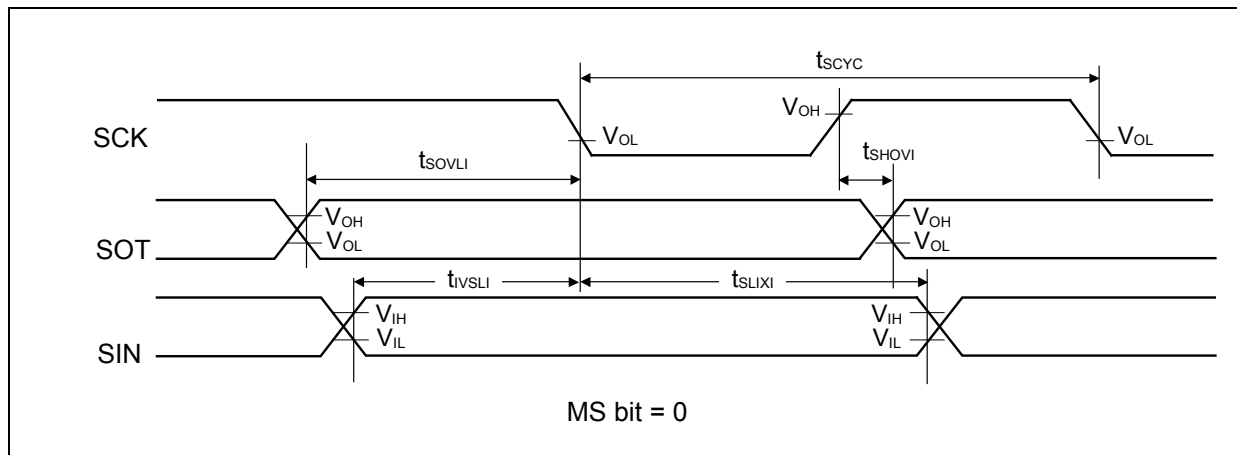 tSCYC
VOH
SCK
VOL
VOL
tSOVLI
tSHOVI
VOH
VOH
SOT
VOL
VOL
tIVSLI
tSLIXI
VIH
VIH
VIL
VIL
SIN
MS bit = 0